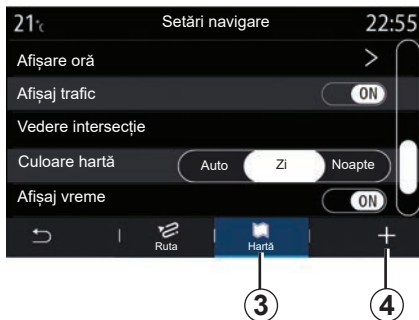 21°c Setări navigare 22:55
Afișare oră
Afișaj trafic ON
Vedere intersecție
Culoare hartă Auto Zi Noapte
Afișaj vreme ON
Ruta Hartă
3 4